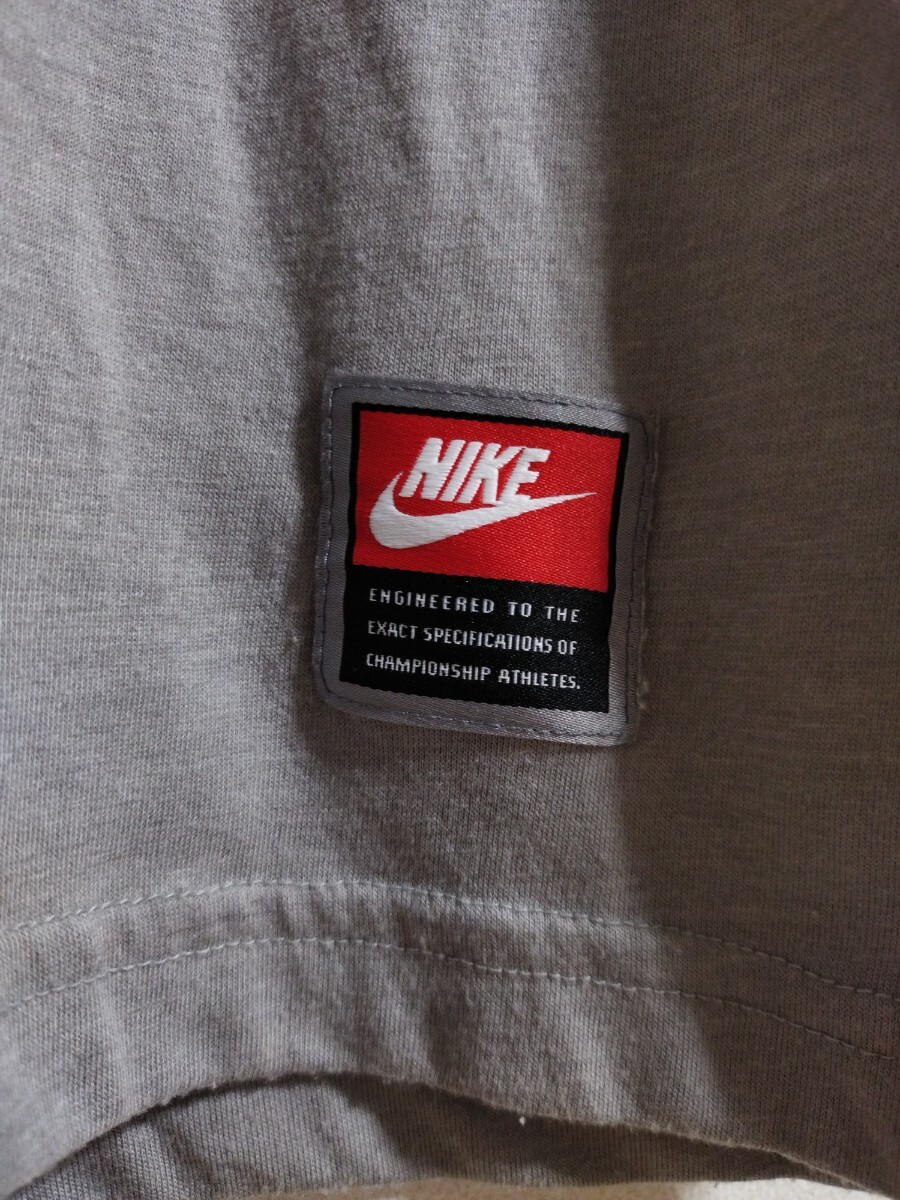 NIKE
ENGINEERED TO THE
EXACT SPECIFICATIONS OF
CHAMPIONSHIP ATHLETES.